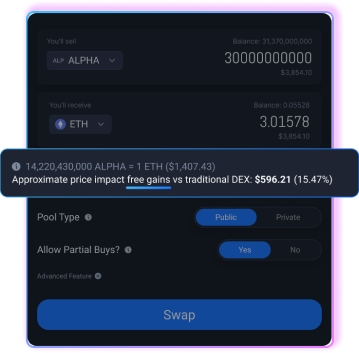 You'll sell
Balance: 31,370,000,000
ALP ALPHA
30000000000
$3,854.10
You'll receive
Balance: 0.05528
ETH
3.01578
$3,854.10
14,220,430,000 ALPHA = 1 ETH ($1,407.43)
Approximate price impact free gains vs traditional DEX: $596.21 (15.47%)
Pool Type
Public
Private
Allow Partial Buys?
Yes
No
Advanced Feature
Swap